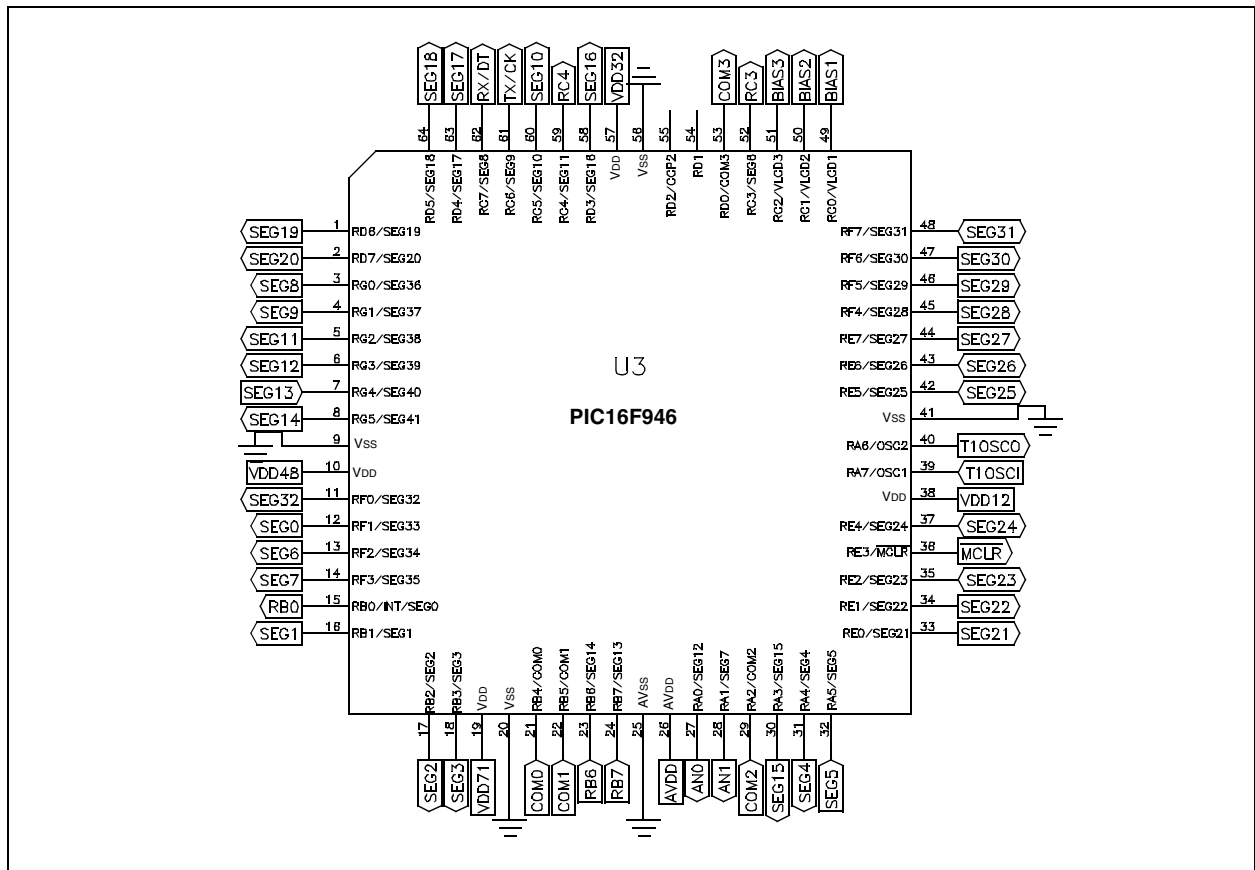 SEG18 SEG17 RX/DT TX/CK SEG10 RC4 SEG16 VDD32 COM3 RC3 BIAS3 BIAS2 BIAS1
64 63 62 61 60 59 58 57 56 55 54 53 52 51 50 49
RD5/SEG18 RD4/SEG17 RC7/SEG8 RC6/SEG9 RC5/SEG10 RC4/SEG11 RD3/SEG16 VDD VSS RD2/CCP2 RD1 RD0/COM3 RC3/SEG6 RC2/VLCD3 RC1/VLCD2 RC0/VLCD1
SEG19 1 RD6/SEG19 RF7/SEG31 48 SEG31
SEG20 2 RD7/SEG20 RF6/SEG30 47 SEG30
SEG8 3 RG0/SEG36 RF5/SEG29 46 SEG29
SEG9 4 RG1/SEG37 RF4/SEG28 45 SEG28
SEG11 5 RG2/SEG38 RE7/SEG27 44 SEG27
SEG12 6 RG3/SEG39 RE6/SEG26 43 SEG26
U3
SEG13 7 RG4/SEG40 RE5/SEG25 42 SEG25
PIC16F946
SEG14 8 RG5/SEG41 VSS 41
9 VSS RA6/OSC2 40 T1OSCO
VDD48 10 VDD RA7/OSC1 39 T1OSCI
SEG32 11 RF0/SEG32 VDD 38 VDD12
SEG0 12 RF1/SEG33 RE4/SEG24 37 SEG24
SEG6 13 RF2/SEG34 RE3/MCLR 36 MCLR
SEG7 14 RF3/SEG35 RE2/SEG23 35 SEG23
RB0 15 RB0/INT/SEG0 RE1/SEG22 34 SEG22
SEG1 16 RB1/SEG1 RE0/SEG21 33 SEG21
RB2/SEG2 RB3/SEG3 VDD VSS RB4/COM0 RB5/COM1 RB6/SEG14 RB7/SEG13 AVSS AVDD RA0/SEG12 RA1/SEG7 RA2/COM2 RA3/SEG15 RA4/SEG4 RA5/SEG5
17 18 19 20 21 22 23 24 25 26 27 28 29 30 31 32
SEG2 SEG3 VDD71 COM0 COM1 RB6 RB7 AVDD AN0 AN1 COM2 SEG15 SEG4 SEG5